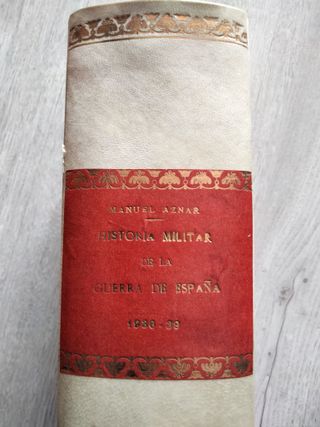 MANUEL AZNAR
HISTORIA MILITAR
DE LA
GUERRA DE ESPAÑA
1936-39